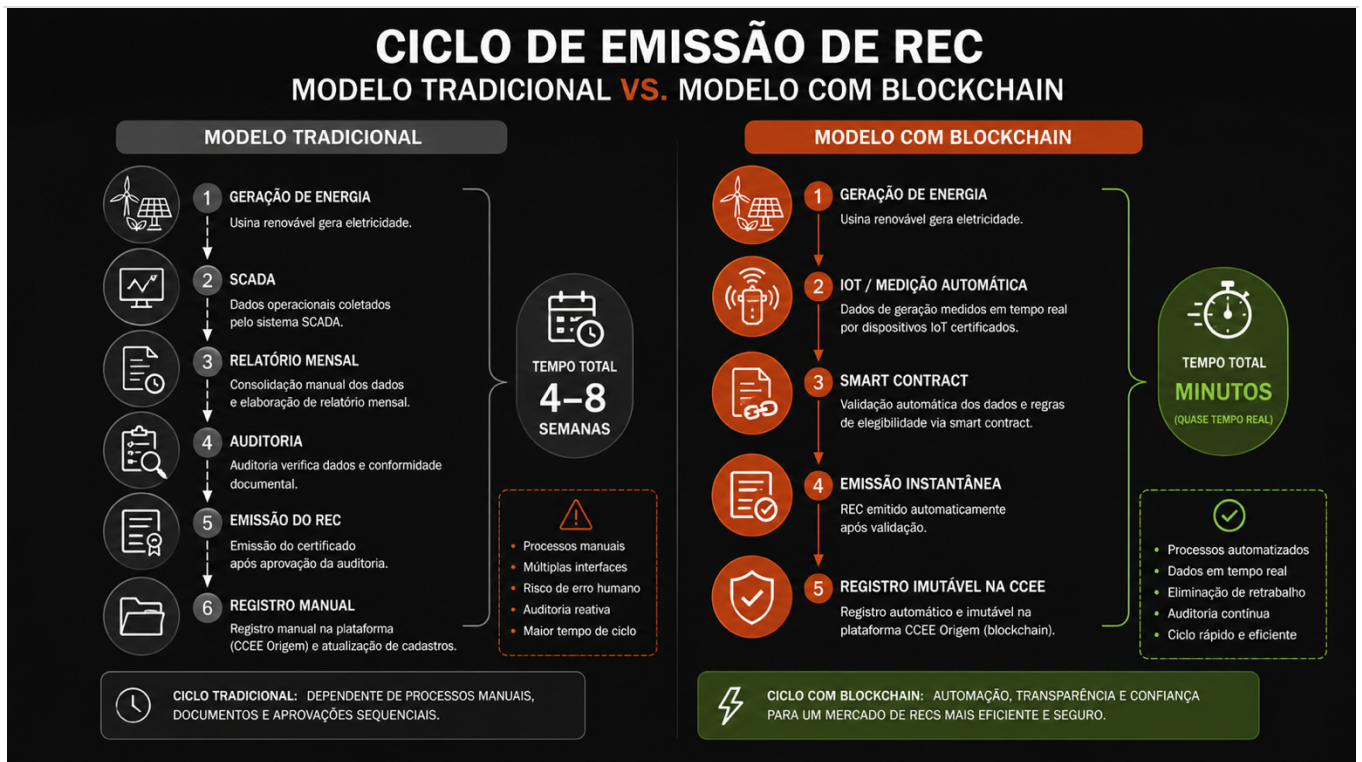 CICLO DE EMISSÃO DE REC
MODELO TRADICIONAL VS. MODELO COM BLOCKCHAIN
MODELO TRADICIONAL
1
GERAÇÃO DE ENERGIA
Usina renovável gera eletricidade.
2
SCADA
Dados operacionais coletados
pelo sistema SCADA.
3
RELATÓRIO MENSAL
Consolidação manual dos dados
e elaboração de relatório mensal.
4
AUDITORIA
Auditoria verifica dados e conformidade
documental.
5
EMISSÃO DO REC
Emissão do certificado
após aprovação da auditoria.
6
REGISTRO MANUAL
Registro manual na plataforma
(CCEE Origem) e atualização de cadastros.
TEMPO TOTAL
4–8
SEMANAS
• Processos manuais
• Múltiplas interfaces
• Risco de erro humano
• Auditoria reativa
• Maior tempo de ciclo
CICLO TRADICIONAL: DEPENDENTE DE PROCESSOS MANUAIS,
DOCUMENTOS E APROVAÇÕES SEQUENCIAIS.
MODELO COM BLOCKCHAIN
1
GERAÇÃO DE ENERGIA
Usina renovável gera eletricidade.
2
IOT / MEDIÇÃO AUTOMÁTICA
Dados de geração medidos em tempo real
por dispositivos IoT certificados.
3
SMART CONTRACT
Validação automática dos dados e regras
de elegibilidade via smart contract.
4
EMISSÃO INSTANTÂNEA
REC emitido automaticamente
após validação.
5
REGISTRO IMUTÁVEL NA CCEE
Registro automático e imutável na
plataforma CCEE Origem (blockchain).
TEMPO TOTAL
MINUTOS
(QUASE TEMPO REAL)
• Processos automatizados
• Dados em tempo real
• Eliminação de retrabalho
• Auditoria contínua
• Ciclo rápido e eficiente
CICLO COM BLOCKCHAIN: AUTOMAÇÃO, TRANSPARÊNCIA E CONFIANÇA
PARA UM MERCADO DE RECS MAIS EFICIENTE E SEGURO.